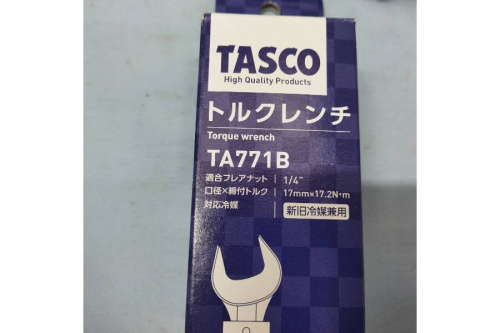 TASCO
High Quality Products
トルクレンチ
Torque wrench
TA771B
適合フレアナット 1/4"
口径×締付トルク 17mm×17.2N・m
対応冷媒 新旧冷媒兼用